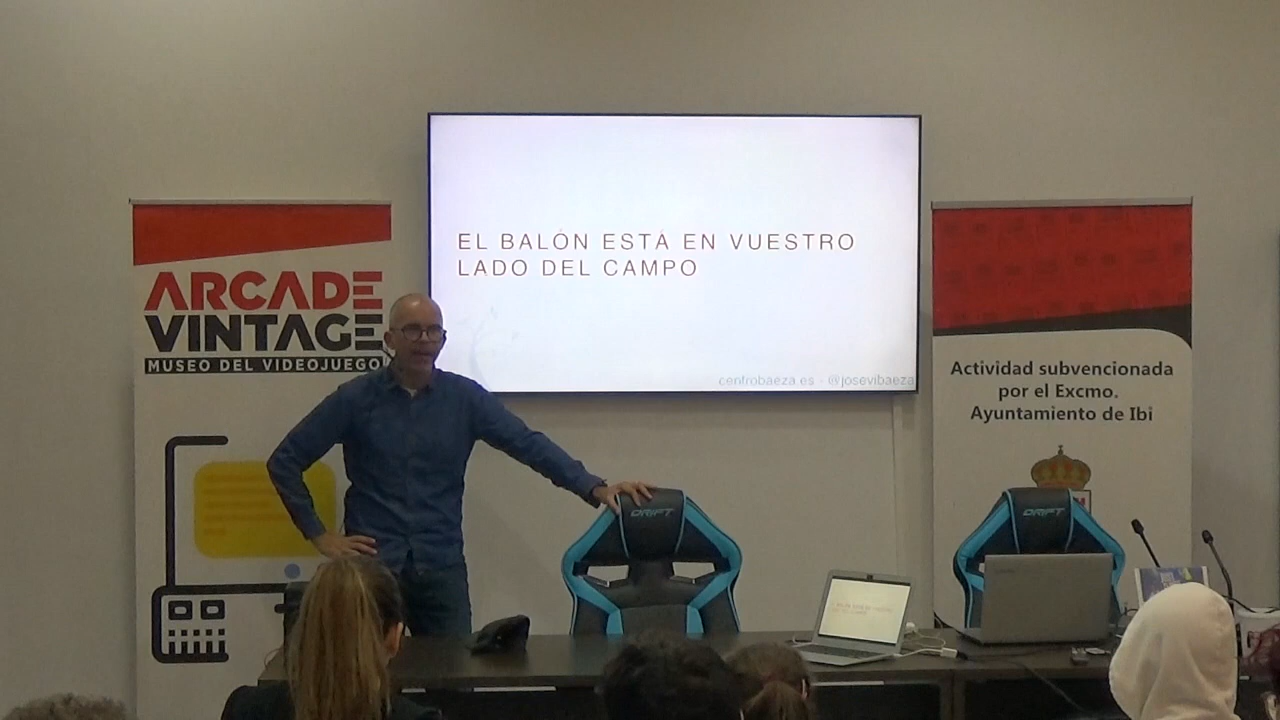 EL BALÓN ESTÁ EN VUESTRO
LADO DEL CAMPO
centrobaeza.es - @josevibaeza
ARCADE
VINTAGE
MUSEO DEL VIDEOJUEGO
Actividad subvencionada
por el Excmo.
Ayuntamiento de Ibi
DRIFT
DRIFT